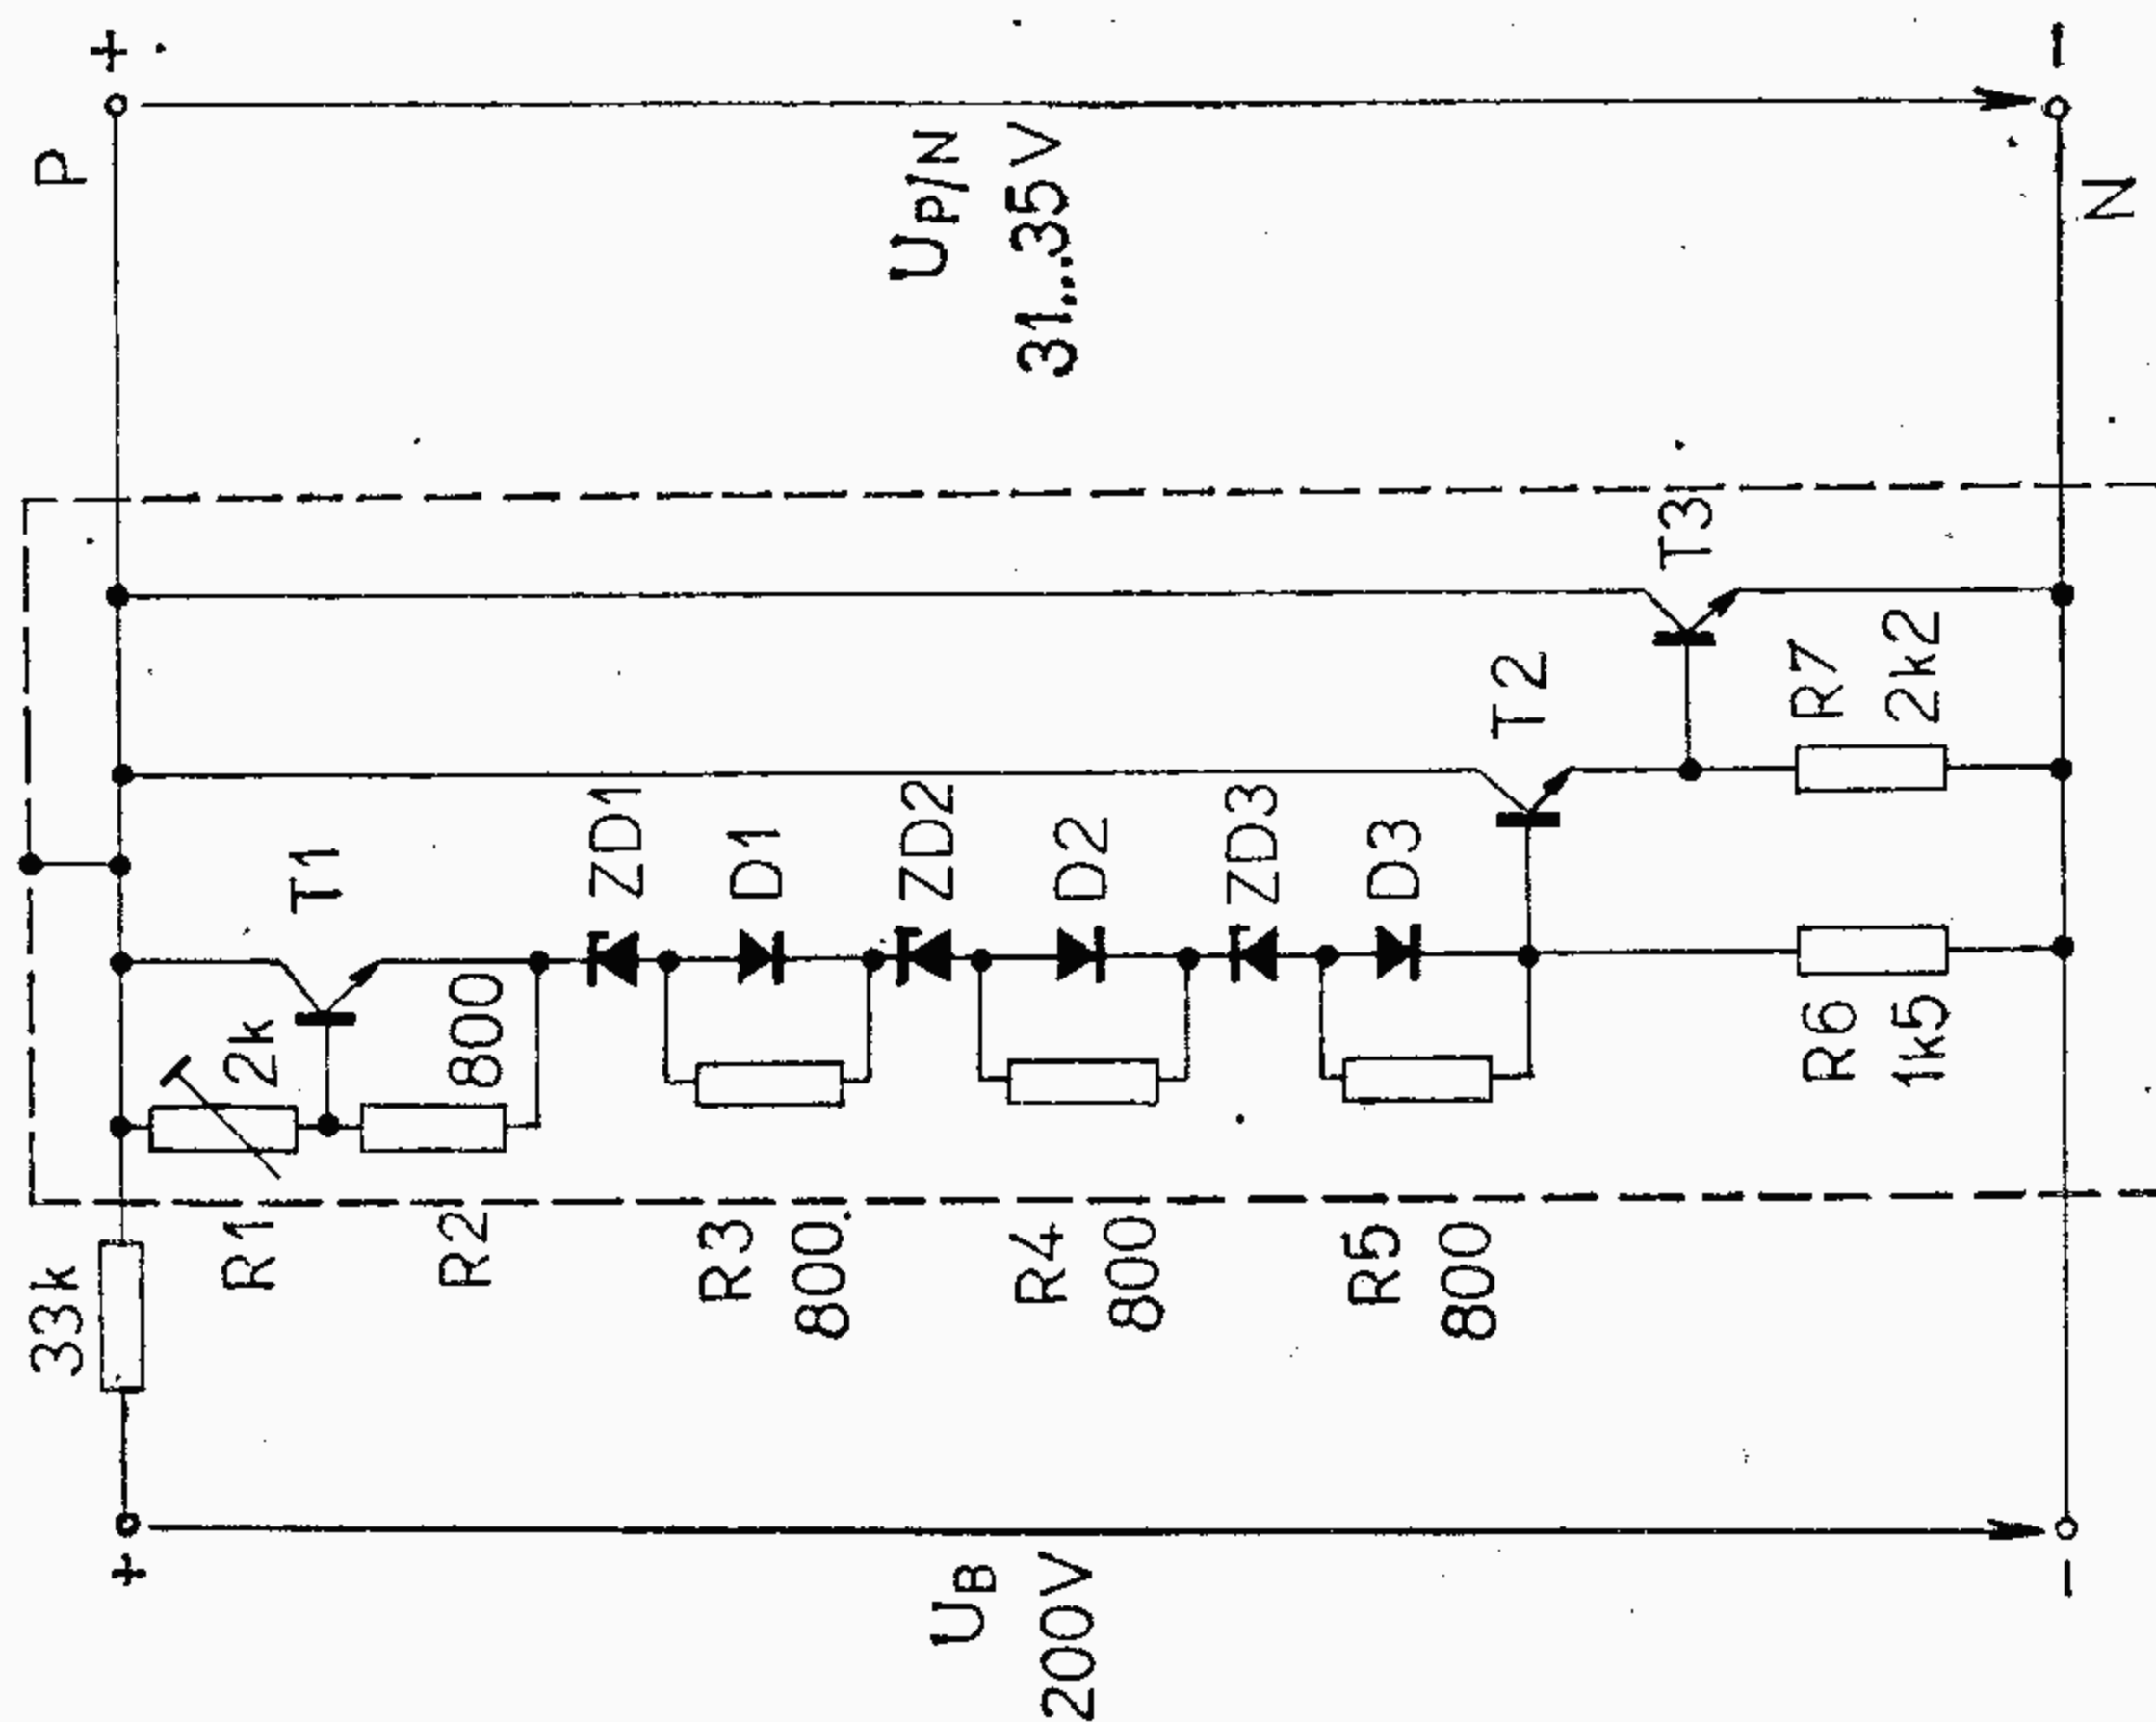 +
+
P
33k
R1
2k
T1
R2
800
ZD1
D1
R3
800
ZD2
D2
R4
800
ZD3
D3
R5
800
T2
T3
R7
2k2
R6
1k5
UB
200V
UP/N
31...35V
N
-
-